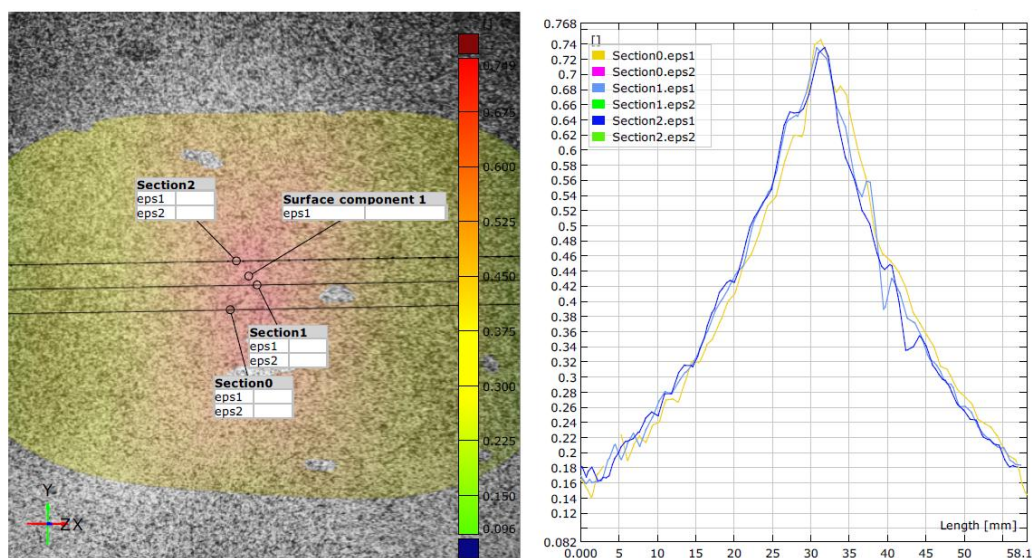 []
0.749
0.675
0.600
0.525
0.450
0.375
0.300
0.225
0.150
0.096
Section2
eps1
eps2
Surface component 1
eps1
Section1
eps1
eps2
Section0
eps1
eps2
Y
ZX
0.768
0.74
0.72
0.7
0.68
0.66
0.64
0.62
0.6
0.58
0.56
0.54
0.52
0.5
0.48
0.46
0.44
0.42
0.4
0.38
0.36
0.34
0.32
0.3
0.28
0.26
0.24
0.22
0.2
0.18
0.16
0.14
0.12
0.082
[]
Section0.eps1
Section0.eps2
Section1.eps1
Section1.eps2
Section2.eps1
Section2.eps2
Length [mm]
0.000 5 10 15 20 25 30 35 40 45 50 58.1